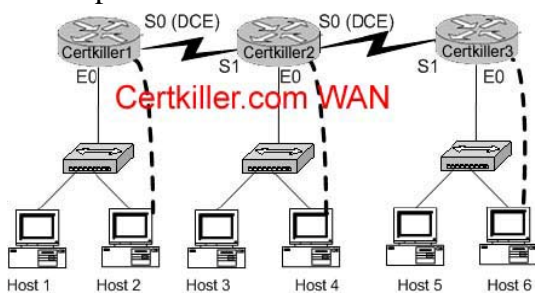 S0 (DCE)
S0 (DCE)
Certkiller1
Certkiller2
Certkiller3
S1
S1
E0
E0
E0
Certkiller.com WAN
Host 1
Host 2
Host 3
Host 4
Host 5
Host 6